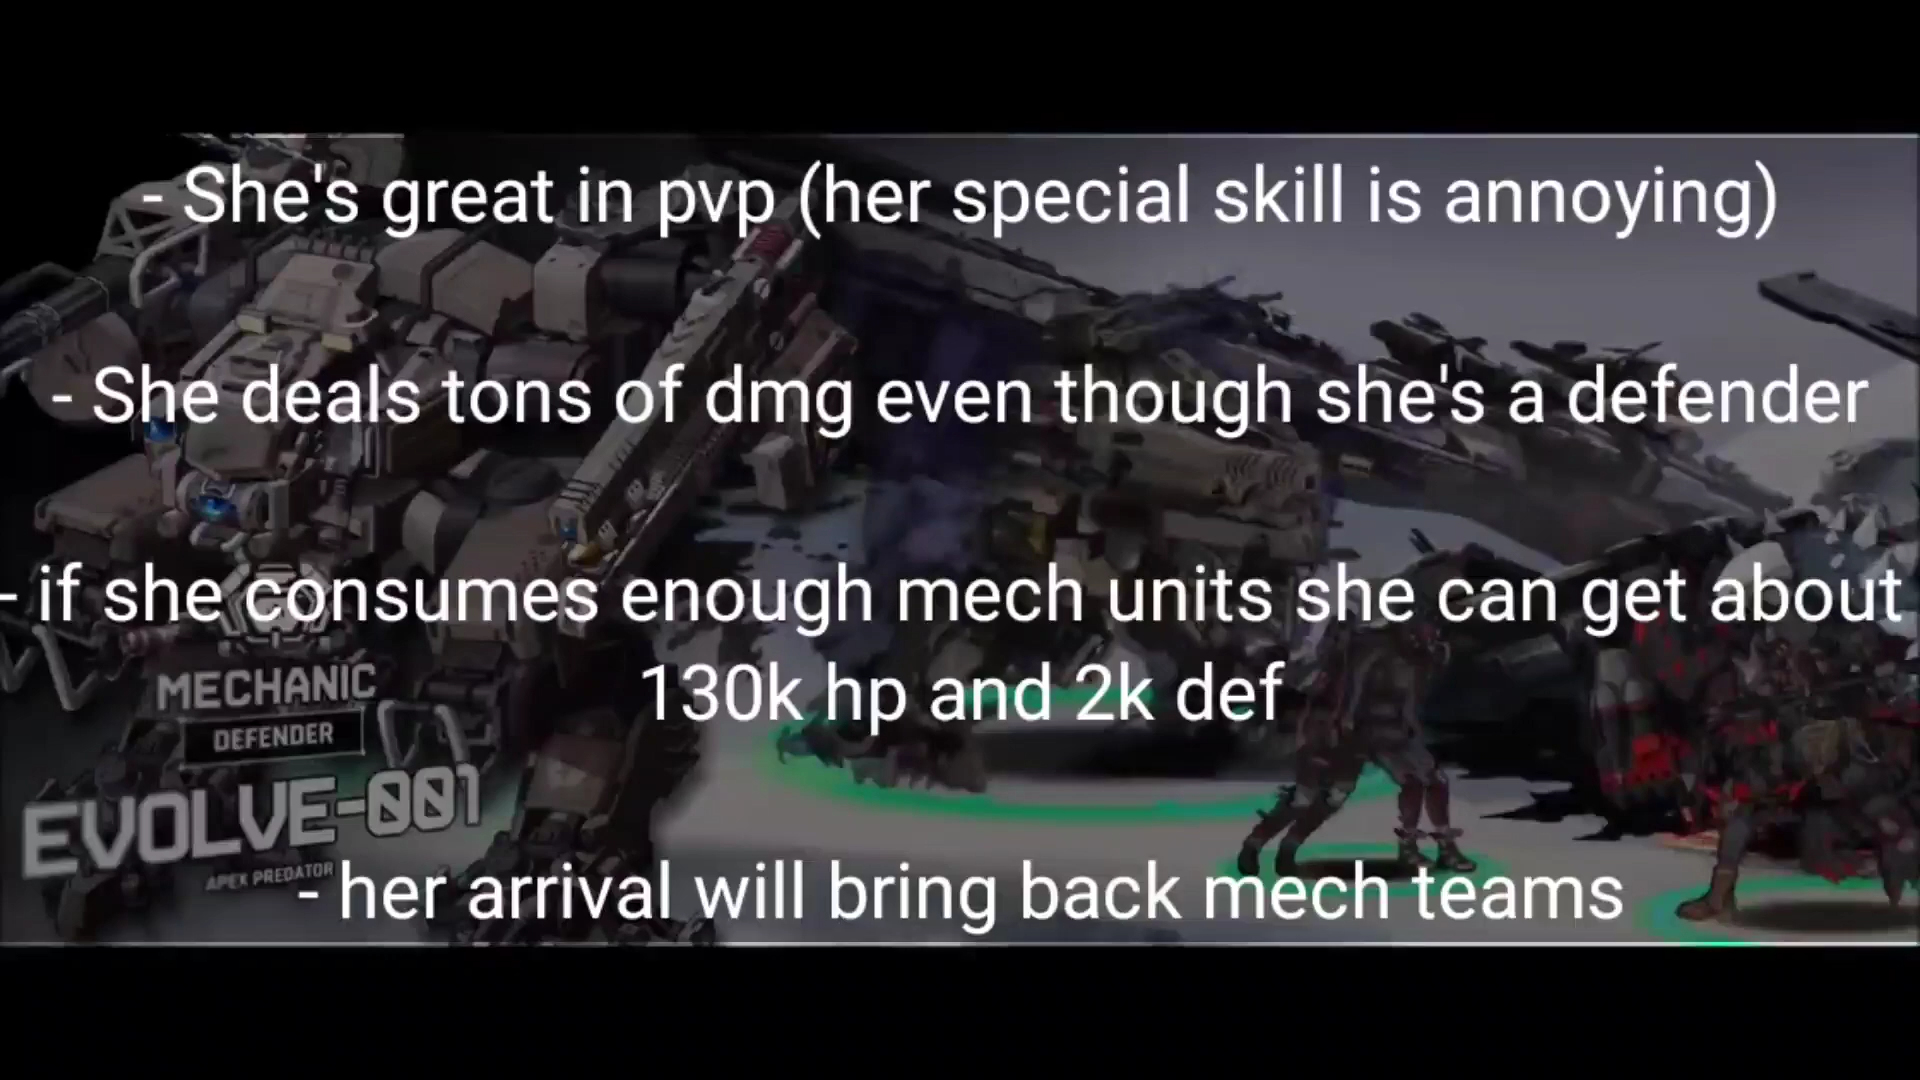 - She's great in pvp (her special skill is annoying)
- She deals tons of dmg even though she's a defender
- if she consumes enough mech units she can get about
130k hp and 2k def
MECHANIC
DEFENDER
EVOLVE-001
APEX PREDATOR
- her arrival will bring back mech teams